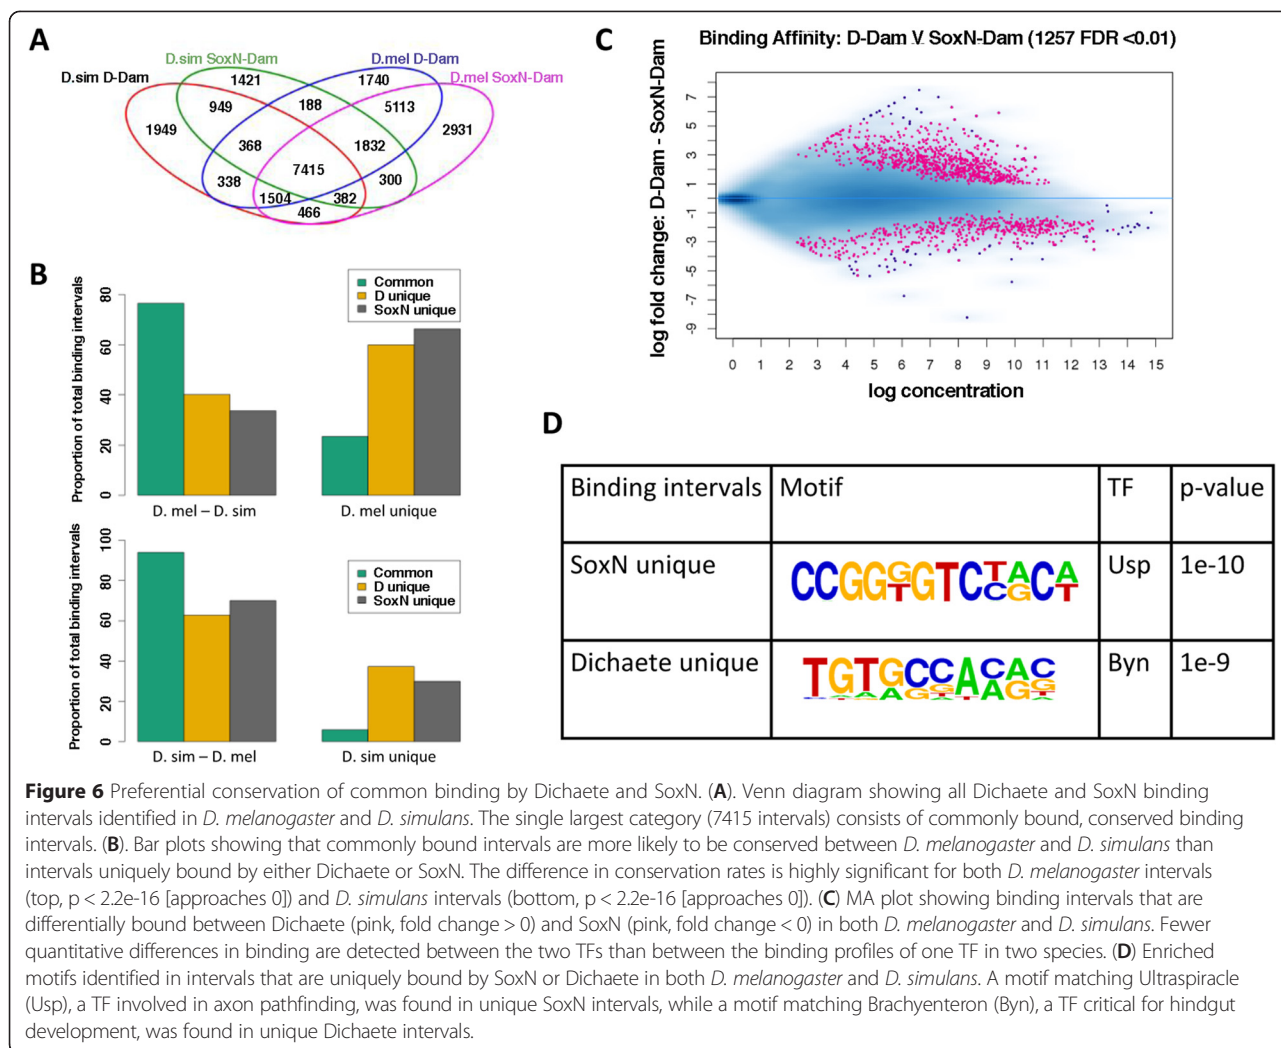 A
D.sim SoxN-Dam
D.mel D-Dam
D.sim D-Dam
D.mel SoxN-Dam
1421
1740
949
188
5113
1949
2931
368
1832
7415
338
300
1504
382
466
B
Proportion of total binding intervals
80
60
40
20
0
Common
D unique
SoxN unique
D. mel – D. sim
D. mel unique
Proportion of total binding intervals
100
80
60
40
20
0
Common
D unique
SoxN unique
D. sim – D. mel
D. sim unique
C
Binding Affinity: D-Dam V SoxN-Dam (1257 FDR <0.01)
log fold change: D-Dam - SoxN-Dam
7
5
3
1
-1
-3
-5
-7
-9
0 1 2 3 4 5 6 7 8 9 10 11 12 13 14 15
log concentration
D
Binding intervals Motif TF p-value
SoxN unique Usp 1e-10
Dichaete unique Byn 1e-9
Figure 6 Preferential conservation of common binding by Dichaete and SoxN. (A). Venn diagram showing all Dichaete and SoxN binding
intervals identified in D. melanogaster and D. simulans. The single largest category (7415 intervals) consists of commonly bound, conserved binding
intervals. (B). Bar plots showing that commonly bound intervals are more likely to be conserved between D. melanogaster and D. simulans than
intervals uniquely bound by either Dichaete or SoxN. The difference in conservation rates is highly significant for both D. melanogaster intervals
(top, p < 2.2e-16 [approaches 0]) and D. simulans intervals (bottom, p < 2.2e-16 [approaches 0]). (C) MA plot showing binding intervals that are
differentially bound between Dichaete (pink, fold change > 0) and SoxN (pink, fold change < 0) in both D. melanogaster and D. simulans. Fewer
quantitative differences in binding are detected between the two TFs than between the binding profiles of one TF in two species. (D) Enriched
motifs identified in intervals that are uniquely bound by SoxN or Dichaete in both D. melanogaster and D. simulans. A motif matching Ultraspiracle
(Usp), a TF involved in axon pathfinding, was found in unique SoxN intervals, while a motif matching Brachyenteron (Byn), a TF critical for hindgut
development, was found in unique Dichaete intervals.